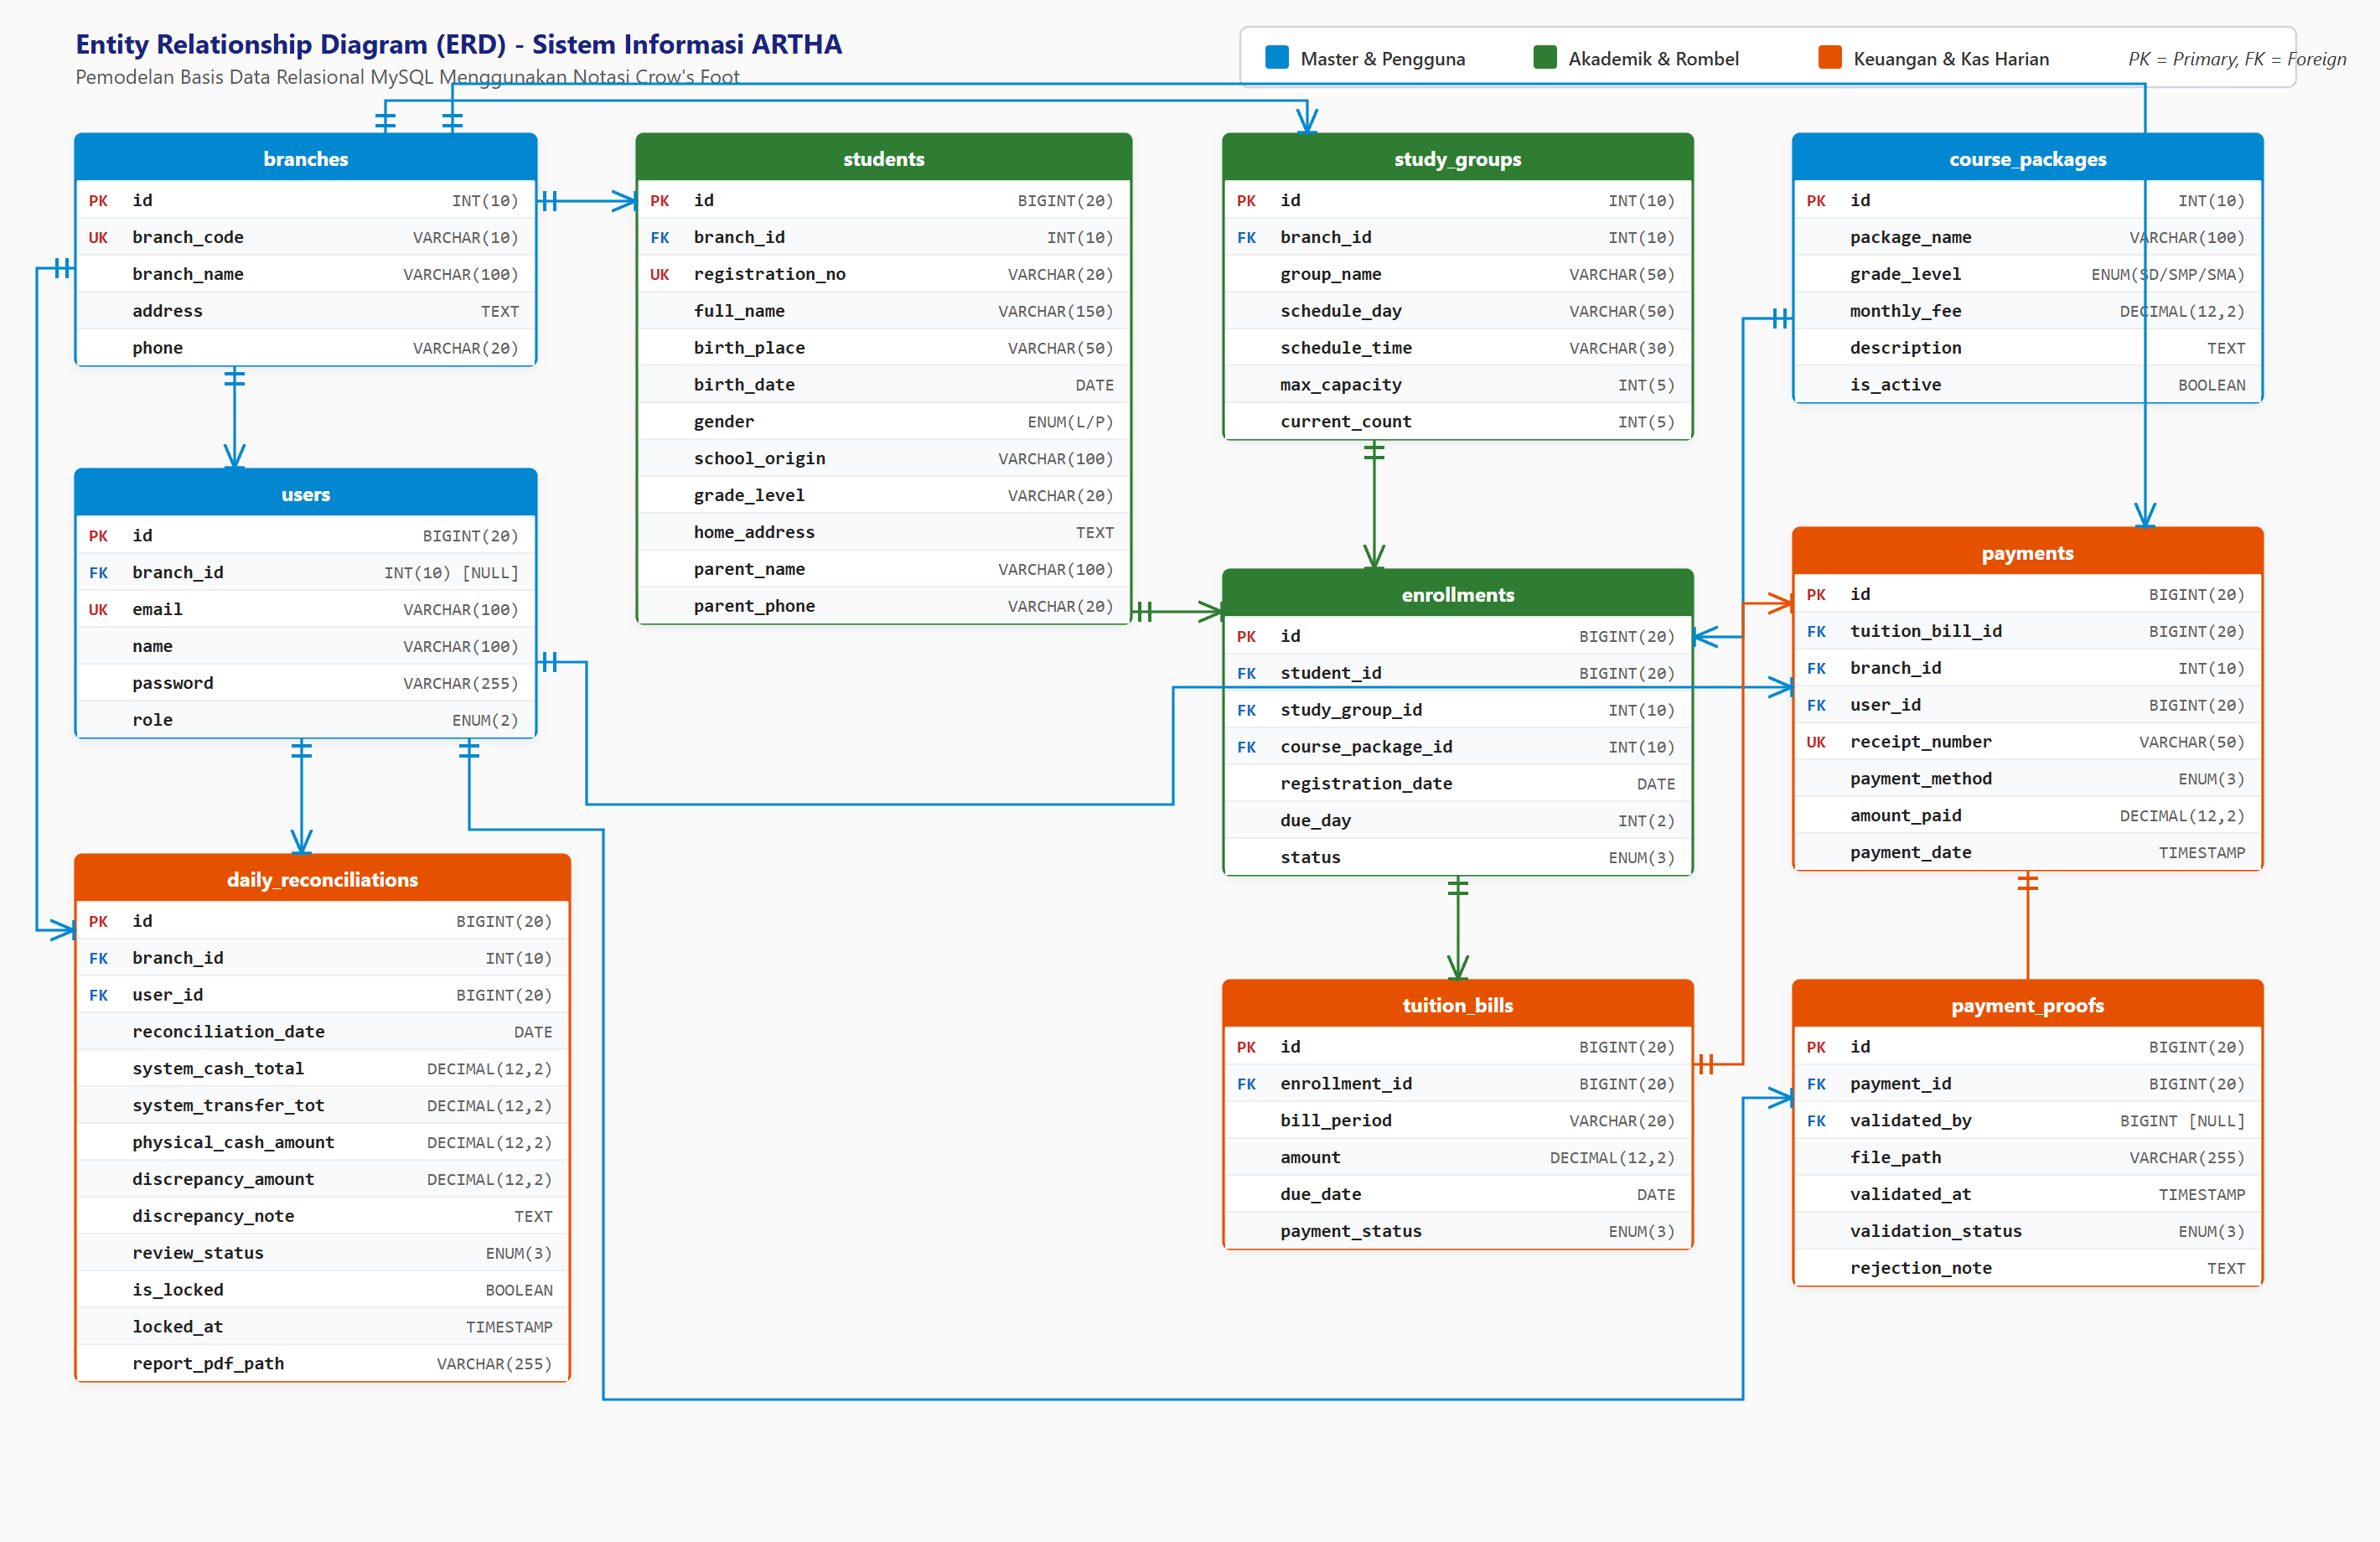 Entity Relationship Diagram (ERD) - Sistem Informasi ARTHA
Pemodelan Basis Data Relasional MySQL Menggunakan Notasi Crow's Foot
Master & Pengguna
Akademik & Rombel
Keuangan & Kas Harian
PK = Primary, FK = Foreign
branches
PK id INT(10)
UK branch_code VARCHAR(10)
branch_name VARCHAR(100)
address TEXT
phone VARCHAR(20)
students
PK id BIGINT(20)
FK branch_id INT(10)
UK registration_no VARCHAR(20)
full_name VARCHAR(150)
birth_place VARCHAR(50)
birth_date DATE
gender ENUM(L/P)
school_origin VARCHAR(100)
grade_level VARCHAR(20)
home_address TEXT
parent_name VARCHAR(100)
parent_phone VARCHAR(20)
study_groups
PK id INT(10)
FK branch_id INT(10)
group_name VARCHAR(50)
schedule_day VARCHAR(50)
schedule_time VARCHAR(30)
max_capacity INT(5)
current_count INT(5)
course_packages
PK id INT(10)
package_name VARCHAR(100)
grade_level ENUM(SD/SMP/SMA)
monthly_fee DECIMAL(12,2)
description TEXT
is_active BOOLEAN
users
PK id BIGINT(20)
FK branch_id INT(10) [NULL]
UK email VARCHAR(100)
name VARCHAR(100)
password VARCHAR(255)
role ENUM(2)
enrollments
PK id BIGINT(20)
FK student_id BIGINT(20)
FK study_group_id INT(10)
FK course_package_id INT(10)
registration_date DATE
due_day INT(2)
status ENUM(3)
payments
PK id BIGINT(20)
FK tuition_bill_id BIGINT(20)
FK branch_id INT(10)
FK user_id BIGINT(20)
UK receipt_number VARCHAR(50)
payment_method ENUM(3)
amount_paid DECIMAL(12,2)
payment_date TIMESTAMP
daily_reconciliations
PK id BIGINT(20)
FK branch_id INT(10)
FK user_id BIGINT(20)
reconciliation_date DATE
system_cash_total DECIMAL(12,2)
system_transfer_tot DECIMAL(12,2)
physical_cash_amount DECIMAL(12,2)
discrepancy_amount DECIMAL(12,2)
discrepancy_note TEXT
review_status ENUM(3)
is_locked BOOLEAN
locked_at TIMESTAMP
report_pdf_path VARCHAR(255)
tuition_bills
PK id BIGINT(20)
FK enrollment_id BIGINT(20)
bill_period VARCHAR(20)
amount DECIMAL(12,2)
due_date DATE
payment_status ENUM(3)
payment_proofs
PK id BIGINT(20)
FK payment_id BIGINT(20)
FK validated_by BIGINT [NULL]
file_path VARCHAR(255)
validated_at TIMESTAMP
validation_status ENUM(3)
rejection_note TEXT